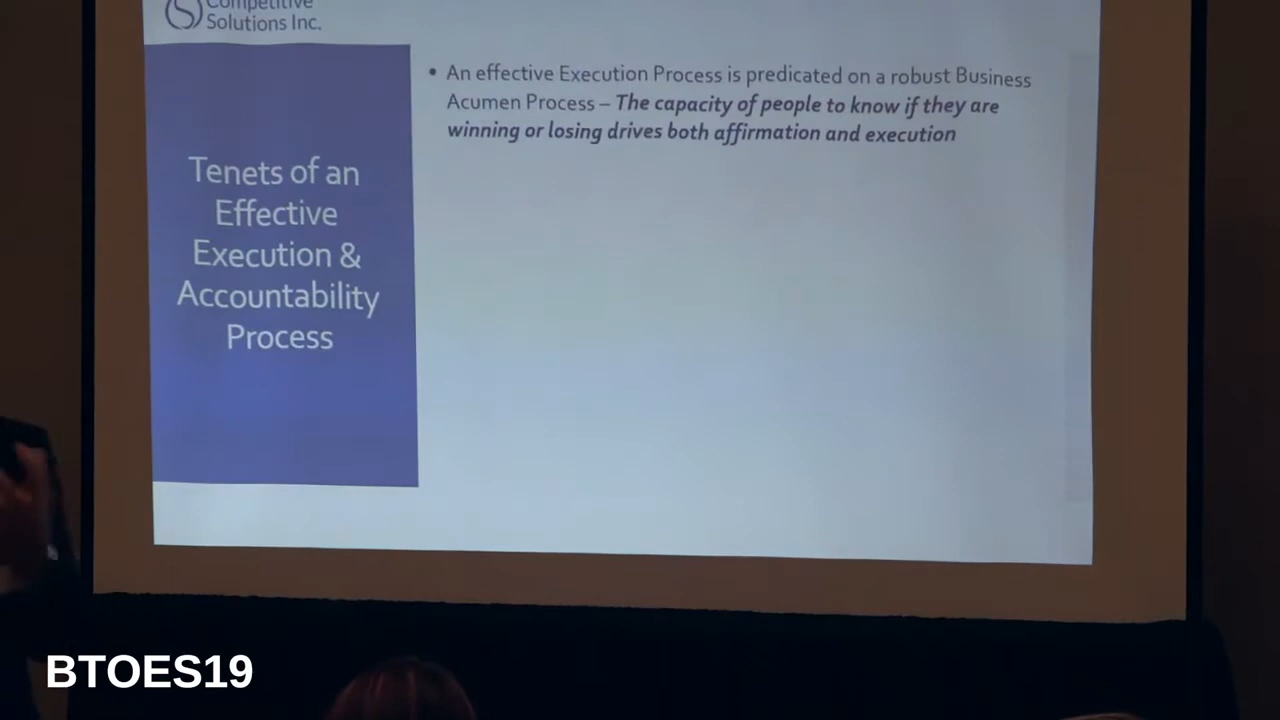 Competitive
Solutions Inc.
Tenets of an
Effective
Execution &
Accountability
Process
• An effective Execution Process is predicated on a robust Business
Acumen Process – The capacity of people to know if they are
winning or losing drives both affirmation and execution
BTOES19